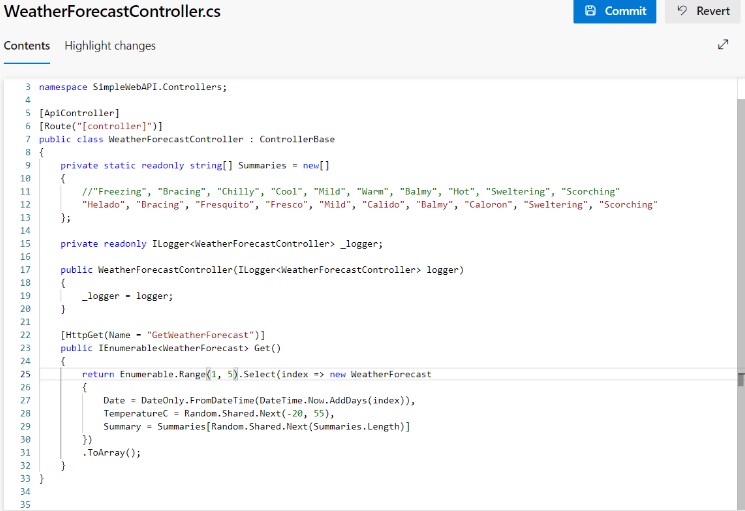 WeatherForecastController.cs
Commit
Revert
Contents
Highlight changes
3 namespace SimpleWebAPI.Controllers;
4
5 [ApiController]
6 [Route("[controller]")]
7 public class WeatherForecastController : ControllerBase
8 {
9     private static readonly string[] Summaries = new[]
10     {
11         //"Freezing", "Bracing", "Chilly", "Cool", "Mild", "Warm", "Balmy", "Hot", "Sweltering", "Scorching"
12         "Helado", "Bracing", "Fresquito", "Fresco", "Mild", "Calido", "Balmy", "Caloron", "Sweltering", "Scorching"
13     };
14
15     private readonly ILogger<WeatherForecastController> _logger;
16
17     public WeatherForecastController(ILogger<WeatherForecastController> logger)
18     {
19         _logger = logger;
20     }
21
22     [HttpGet(Name = "GetWeatherForecast")]
23     public IEnumerable<WeatherForecast> Get()
24     {
25         return Enumerable.Range(1, 5).Select(index => new WeatherForecast
26         {
27             Date = DateOnly.FromDateTime(DateTime.Now.AddDays(index)),
28             TemperatureC = Random.Shared.Next(-20, 55),
29             Summary = Summaries[Random.Shared.Next(Summaries.Length)]
30         })
31         .ToArray();
32     }
33 }
34
35